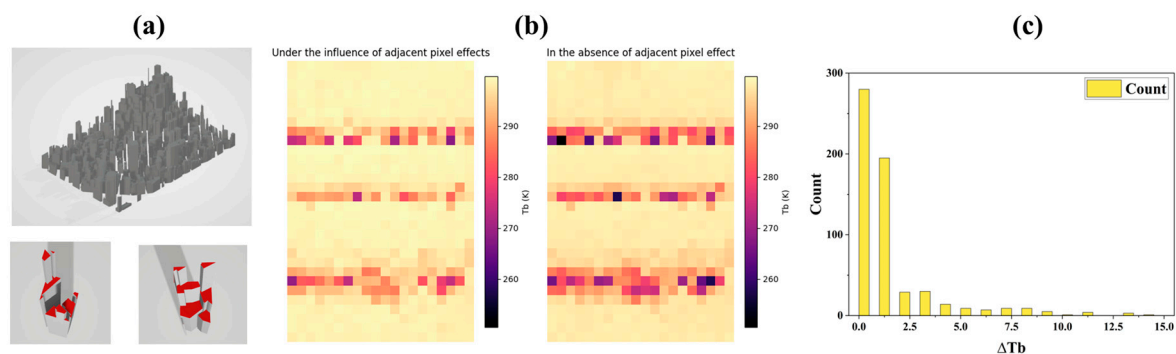 (a)
(b)
(c)
Under the influence of adjacent pixel effects
In the absence of adjacent pixel effect
290
280
270
260
Tb (K)
290
280
270
260
Tb (K)
300
200
100
0
Count
Count
0.0
2.5
5.0
7.5
10.0
12.5
15.0
ΔTb